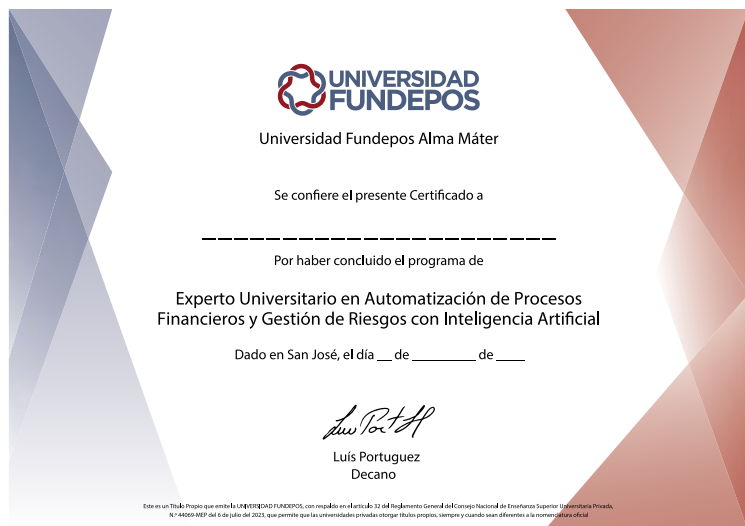 UNIVERSIDAD
FUNDEPOS
Universidad Fundepos Alma Máter
Se confiere el presente Certificado a
Por haber concluido el programa de
Experto Universitario en Automatización de Procesos
Financieros y Gestión de Riesgos con Inteligencia Artificial
Dado en San José, el día __ de ________ de ____
Luís Portuguez
Decano
Este es un Título Propio que emite la UNIVERSIDAD FUNDEPOS, con respaldo en el artículo 32 del Reglamento General del Consejo Nacional de Enseñanza Superior Universitaria Privada,
N.º 44069-MEP del 6 de julio del 2023, que permite que las universidades privadas otorgar títulos propios, siempre y cuando sean diferentes a la nomenclatura oficial